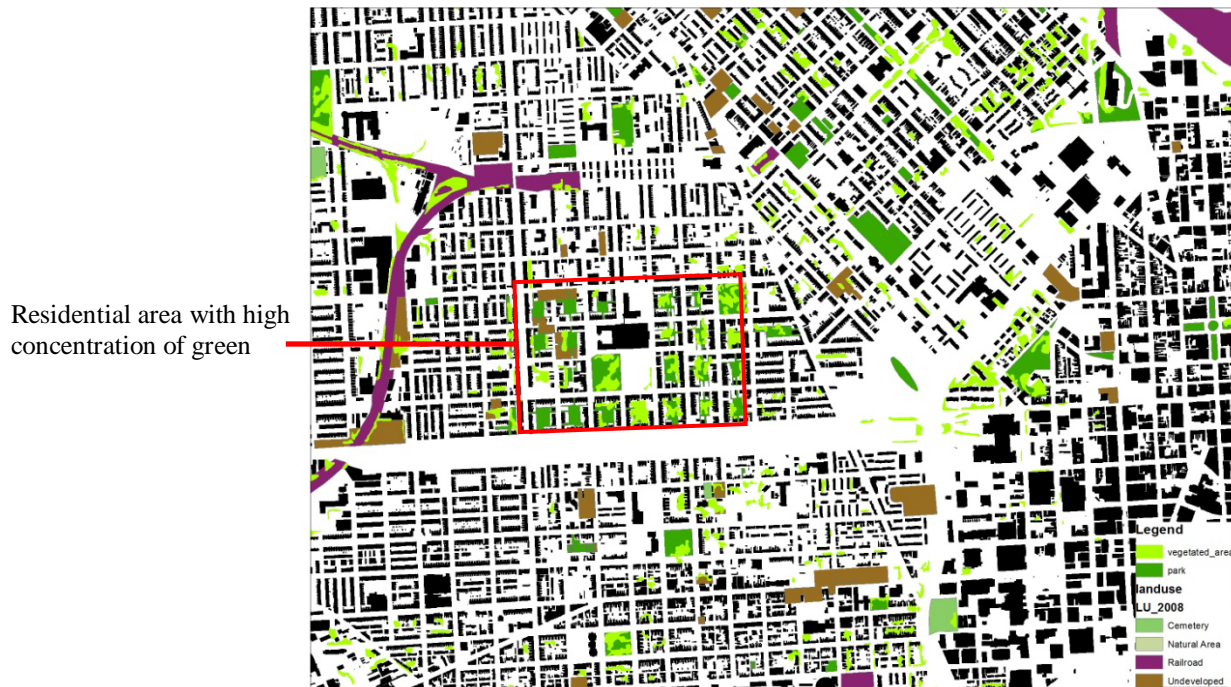 Residential area with high
concentration of green
Legend
vegetated_area
park
landuse
LU_2008
Cemetery
Natural Area
Railroad
Undeveloped